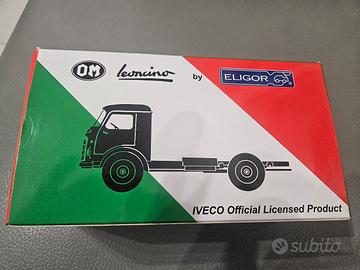 OM Leoncino by ELIGOR
IVECO Official Licensed Product
subito